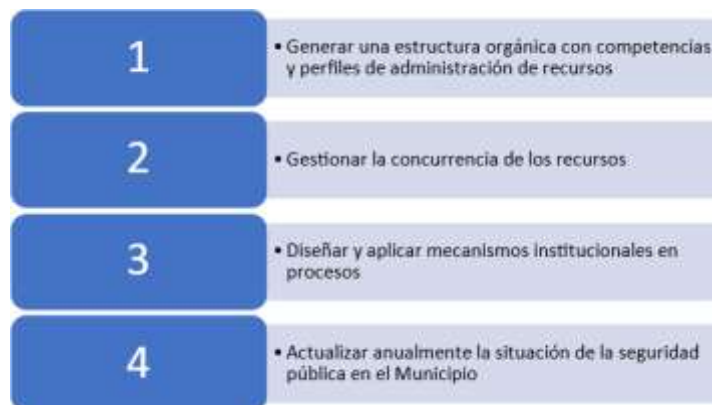 1
• Generar una estructura orgánica con competencias
y perfiles de administración de recursos
2
• Gestionar la concurrencia de los recursos
3
• Diseñar y aplicar mecanismos institucionales en
procesos
4
• Actualizar anualmente la situación de la seguridad
pública en el Municipio